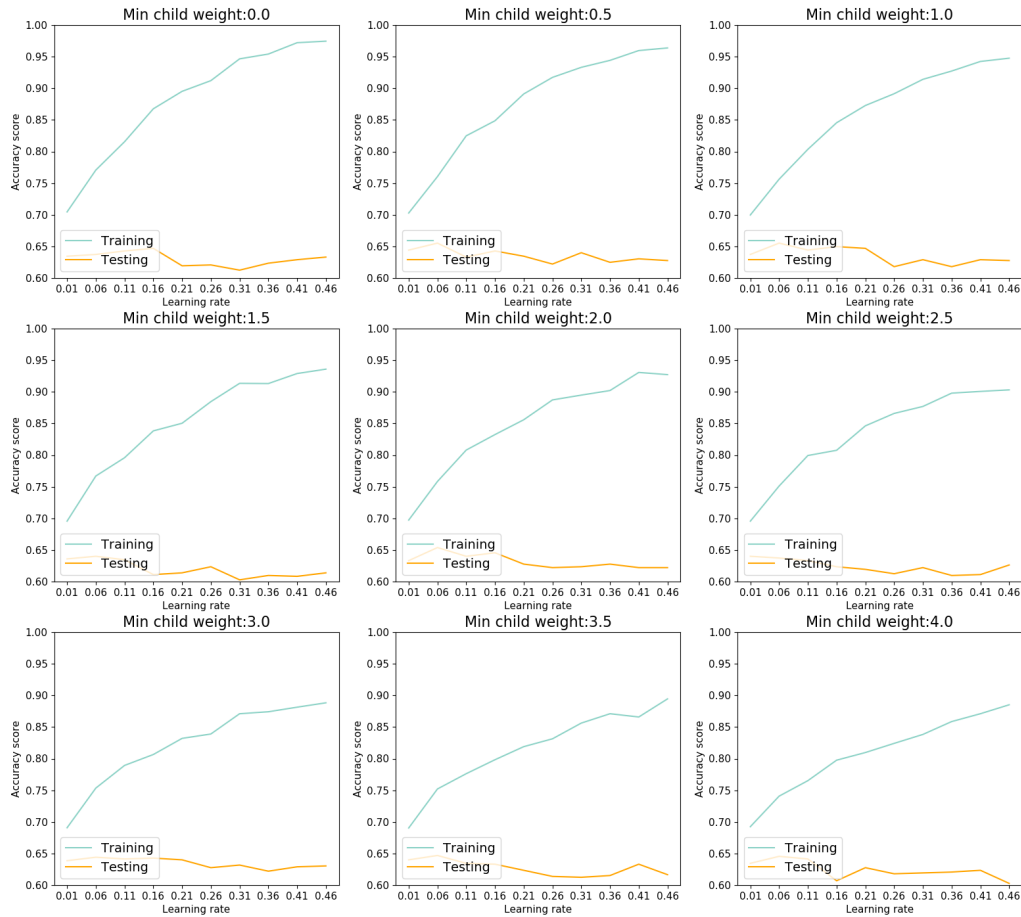 Min child weight:0.0
1.00
0.95
0.90
0.85
0.80
0.75
0.70
0.65
0.60
Accuracy score
Training
Testing
0.01 0.06 0.11 0.16 0.21 0.26 0.31 0.36 0.41 0.46
Learning rate
Min child weight:0.5
1.00
0.95
0.90
0.85
0.80
0.75
0.70
0.65
0.60
Accuracy score
Training
Testing
0.01 0.06 0.11 0.16 0.21 0.26 0.31 0.36 0.41 0.46
Learning rate
Min child weight:1.0
1.00
0.95
0.90
0.85
0.80
0.75
0.70
0.65
0.60
Accuracy score
Training
Testing
0.01 0.06 0.11 0.16 0.21 0.26 0.31 0.36 0.41 0.46
Learning rate
Min child weight:1.5
1.00
0.95
0.90
0.85
0.80
0.75
0.70
0.65
0.60
Accuracy score
Training
Testing
0.01 0.06 0.11 0.16 0.21 0.26 0.31 0.36 0.41 0.46
Learning rate
Min child weight:2.0
1.00
0.95
0.90
0.85
0.80
0.75
0.70
0.65
0.60
Accuracy score
Training
Testing
0.01 0.06 0.11 0.16 0.21 0.26 0.31 0.36 0.41 0.46
Learning rate
Min child weight:2.5
1.00
0.95
0.90
0.85
0.80
0.75
0.70
0.65
0.60
Accuracy score
Training
Testing
0.01 0.06 0.11 0.16 0.21 0.26 0.31 0.36 0.41 0.46
Learning rate
Min child weight:3.0
1.00
0.95
0.90
0.85
0.80
0.75
0.70
0.65
0.60
Accuracy score
Training
Testing
0.01 0.06 0.11 0.16 0.21 0.26 0.31 0.36 0.41 0.46
Learning rate
Min child weight:3.5
1.00
0.95
0.90
0.85
0.80
0.75
0.70
0.65
0.60
Accuracy score
Training
Testing
0.01 0.06 0.11 0.16 0.21 0.26 0.31 0.36 0.41 0.46
Learning rate
Min child weight:4.0
1.00
0.95
0.90
0.85
0.80
0.75
0.70
0.65
0.60
Accuracy score
Training
Testing
0.01 0.06 0.11 0.16 0.21 0.26 0.31 0.36 0.41 0.46
Learning rate